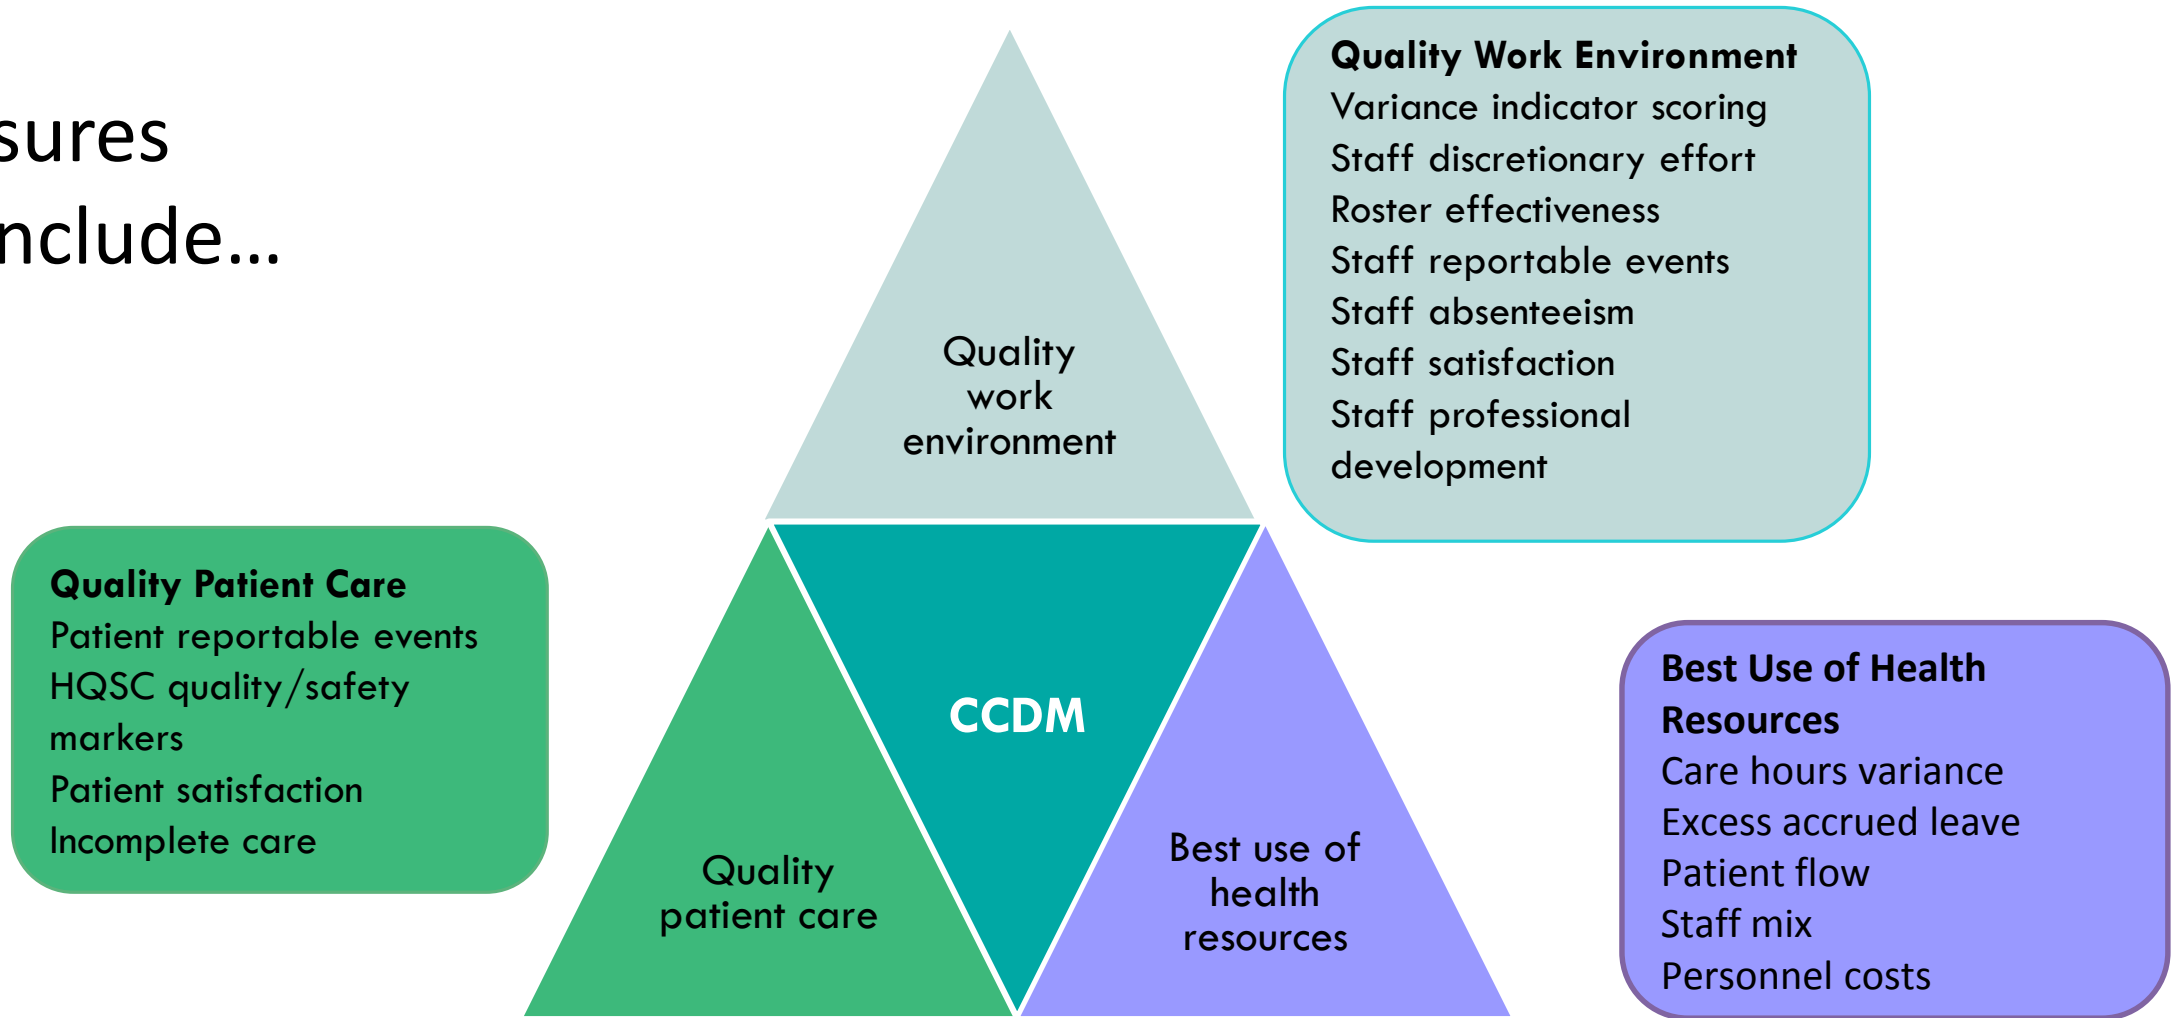 sures
nclude...
Quality
work
environment
CCDM
Quality
patient care
Best use of
health
resources
Quality Work Environment
Variance indicator scoring
Staff discretionary effort
Roster effectiveness
Staff reportable events
Staff absenteeism
Staff satisfaction
Staff professional
development
Quality Patient Care
Patient reportable events
HQSC quality/safety
markers
Patient satisfaction
Incomplete care
Best Use of Health
Resources
Care hours variance
Excess accrued leave
Patient flow
Staff mix
Personnel costs